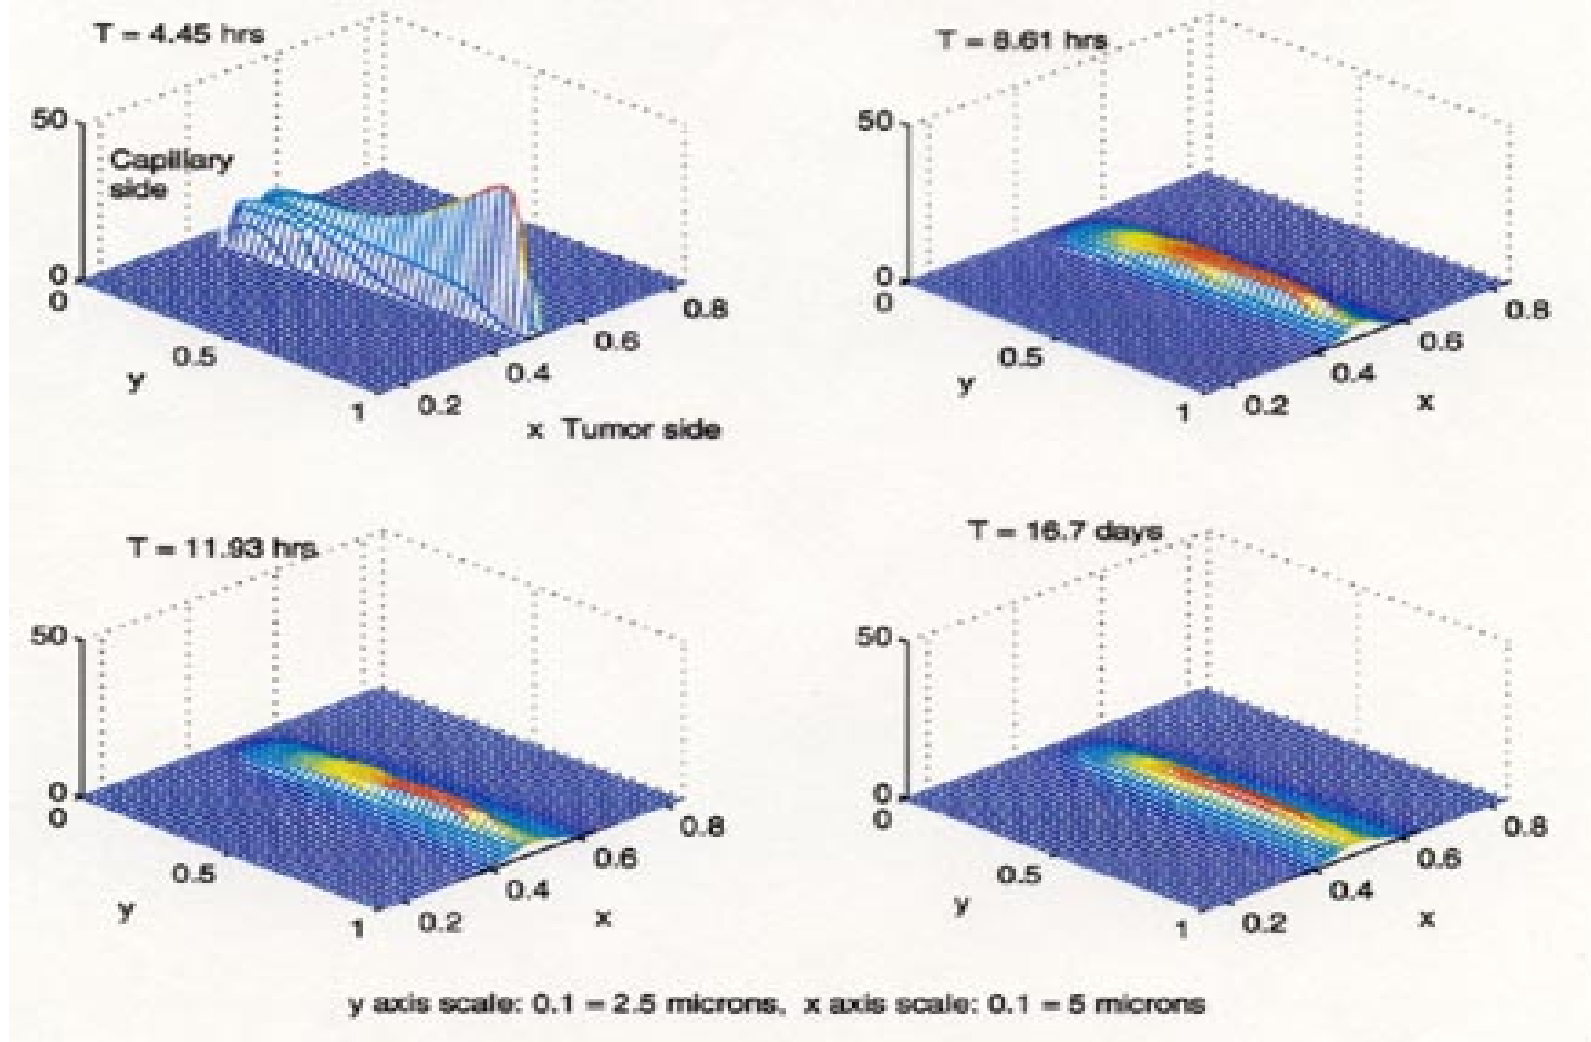 T = 4.45 hrs
50
Capillary
side
0
0
0.5
y
1
0.2
0.4
0.6
0.8
x Tumor side
T = 8.61 hrs
50
0
0
0.5
y
1
0.2
0.4
0.6
0.8
x
T = 11.93 hrs
50
0
0
0.5
y
1
0.2
0.4
0.6
0.8
x
T = 16.7 days
50
0
0
0.5
y
1
0.2
0.4
0.6
0.8
x
y axis scale: 0.1 = 2.5 microns, x axis scale: 0.1 = 5 microns